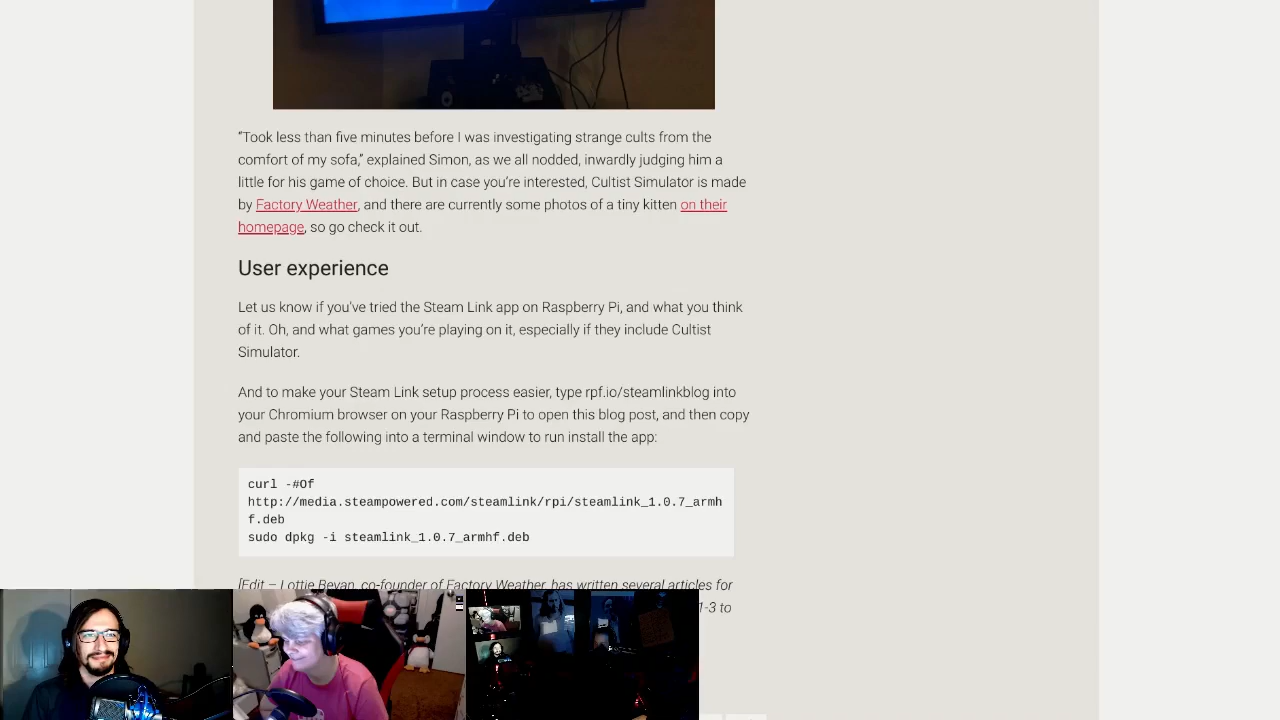 “Took less than five minutes before I was investigating strange cults from the
comfort of my sofa,” explained Simon, as we all nodded, inwardly judging him a
little for his game of choice. But in case you’re interested, Cultist Simulator is made
by Factory Weather, and there are currently some photos of a tiny kitten on their
homepage, so go check it out.
User experience
Let us know if you’ve tried the Steam Link app on Raspberry Pi, and what you think
of it. Oh, and what games you’re playing on it, especially if they include Cultist
Simulator.
And to make your Steam Link setup process easier, type rpf.io/steamlinkblog into
your Chromium browser on your Raspberry Pi to open this blog post, and then copy
and paste the following into a terminal window to run install the app:
curl -#Of
http://media.steampowered.com/steamlink/rpi/steamlink_1.0.7_armh
f.deb
sudo dpkg -i steamlink_1.0.7_armhf.deb
[Edit – Lottie Bevan, co-founder of Factory Weather, has written several articles for
1-3 to